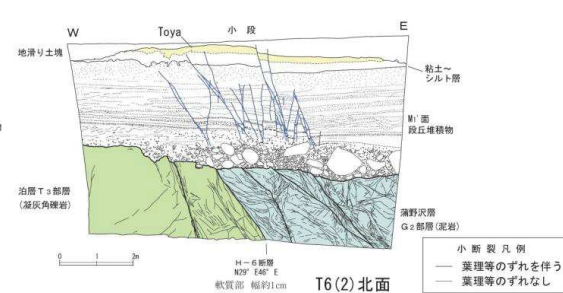 W
Toya
小段
E
地滑り土塊
粘土～
シルト層
M₁′面
段丘堆積物
泊層T₃部層
(凝灰角礫岩)
蒲野沢層
G₂部層(泥岩)
0 1 2m
H-6断層
N29°E46°E
軟質部 幅約1cm
T6(2)北面
小断裂凡例
葉理等のずれを伴う
葉理等のずれなし